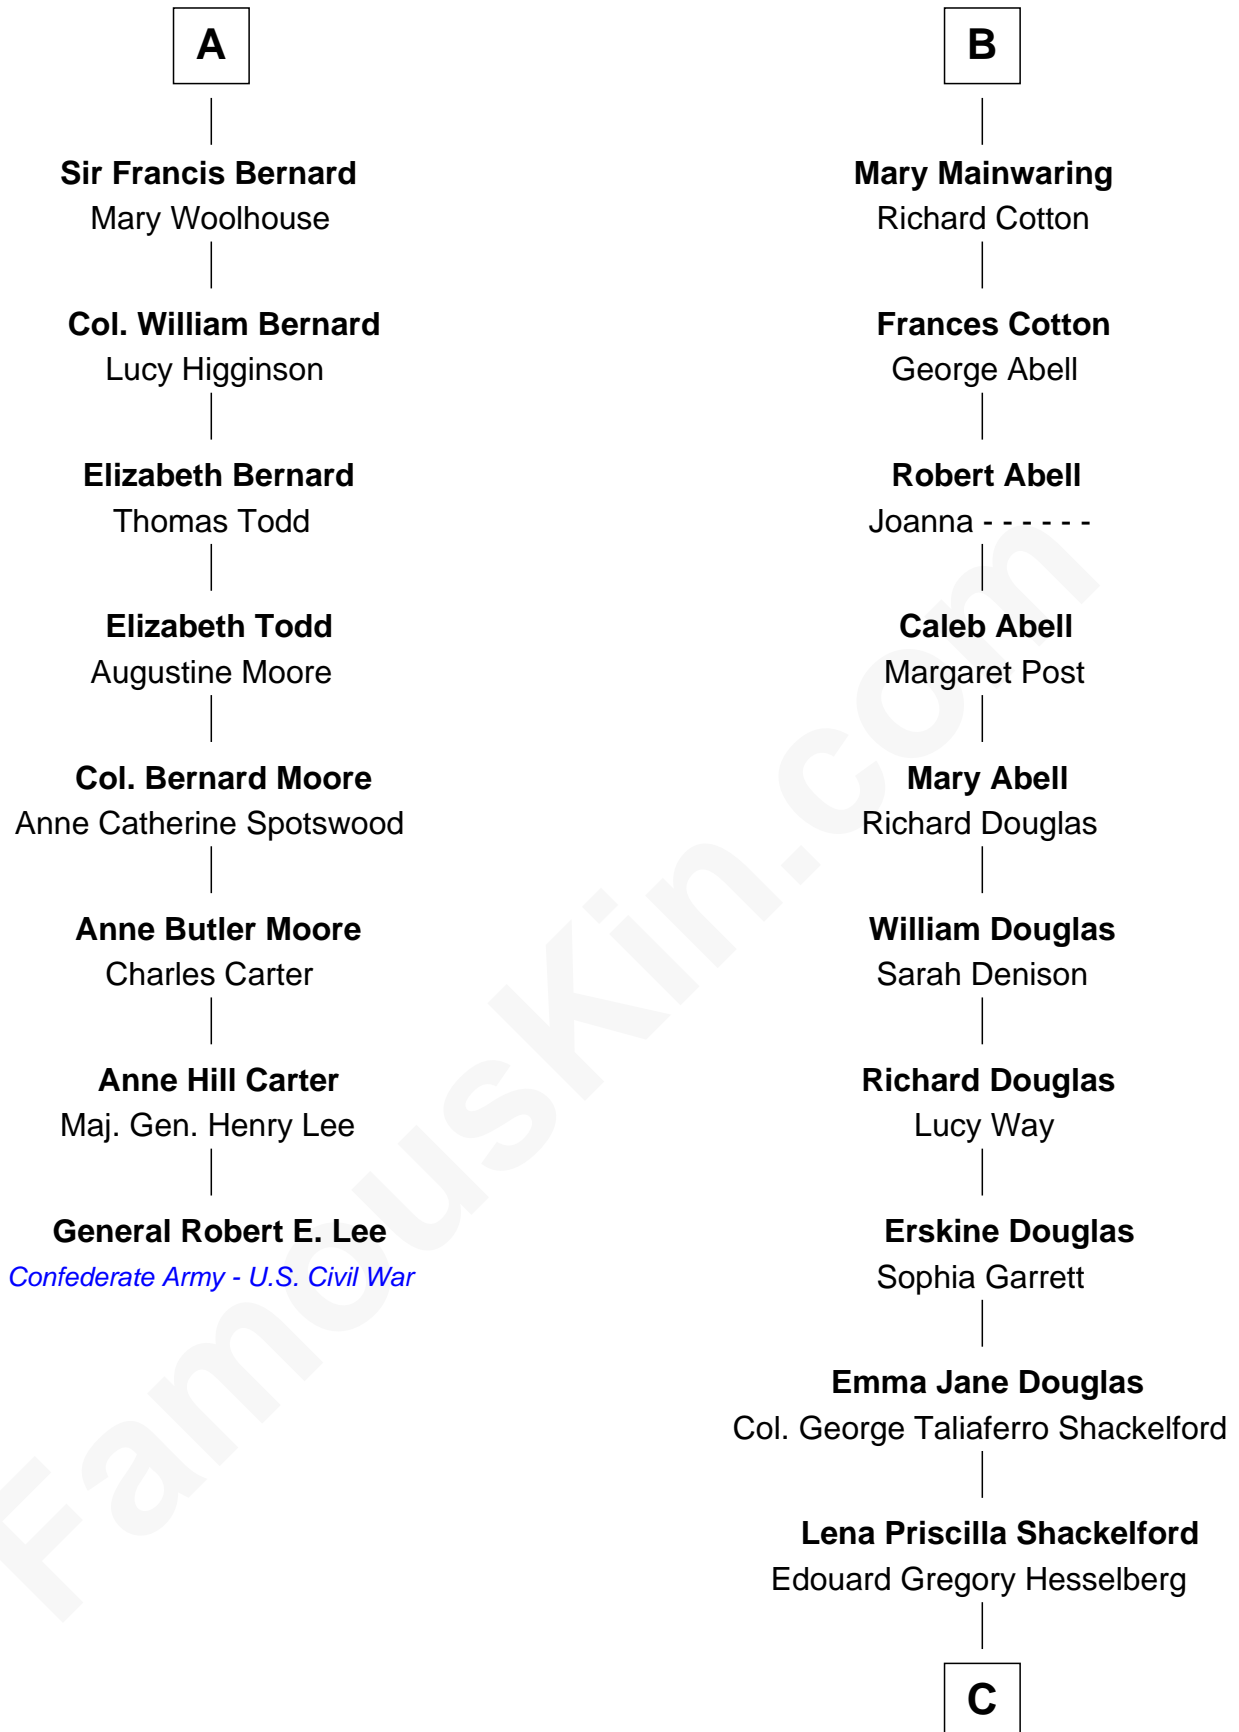 A
Sir Francis Bernard
Mary Woolhouse
Col. William Bernard
Lucy Higginson
Elizabeth Bernard
Thomas Todd
Elizabeth Todd
Augustine Moore
Col. Bernard Moore
Anne Catherine Spotswood
Anne Butler Moore
Charles Carter
Anne Hill Carter
Maj. Gen. Henry Lee
General Robert E. Lee
Confederate Army - U.S. Civil War
B
Mary Mainwaring
Richard Cotton
Frances Cotton
George Abell
Robert Abell
Joanna - - - - - -
Caleb Abell
Margaret Post
Mary Abell
Richard Douglas
William Douglas
Sarah Denison
Richard Douglas
Lucy Way
Erskine Douglas
Sophia Garrett
Emma Jane Douglas
Col. George Taliaferro Shackelford
Lena Priscilla Shackelford
Edouard Gregory Hesselberg
C
FamousKin.com